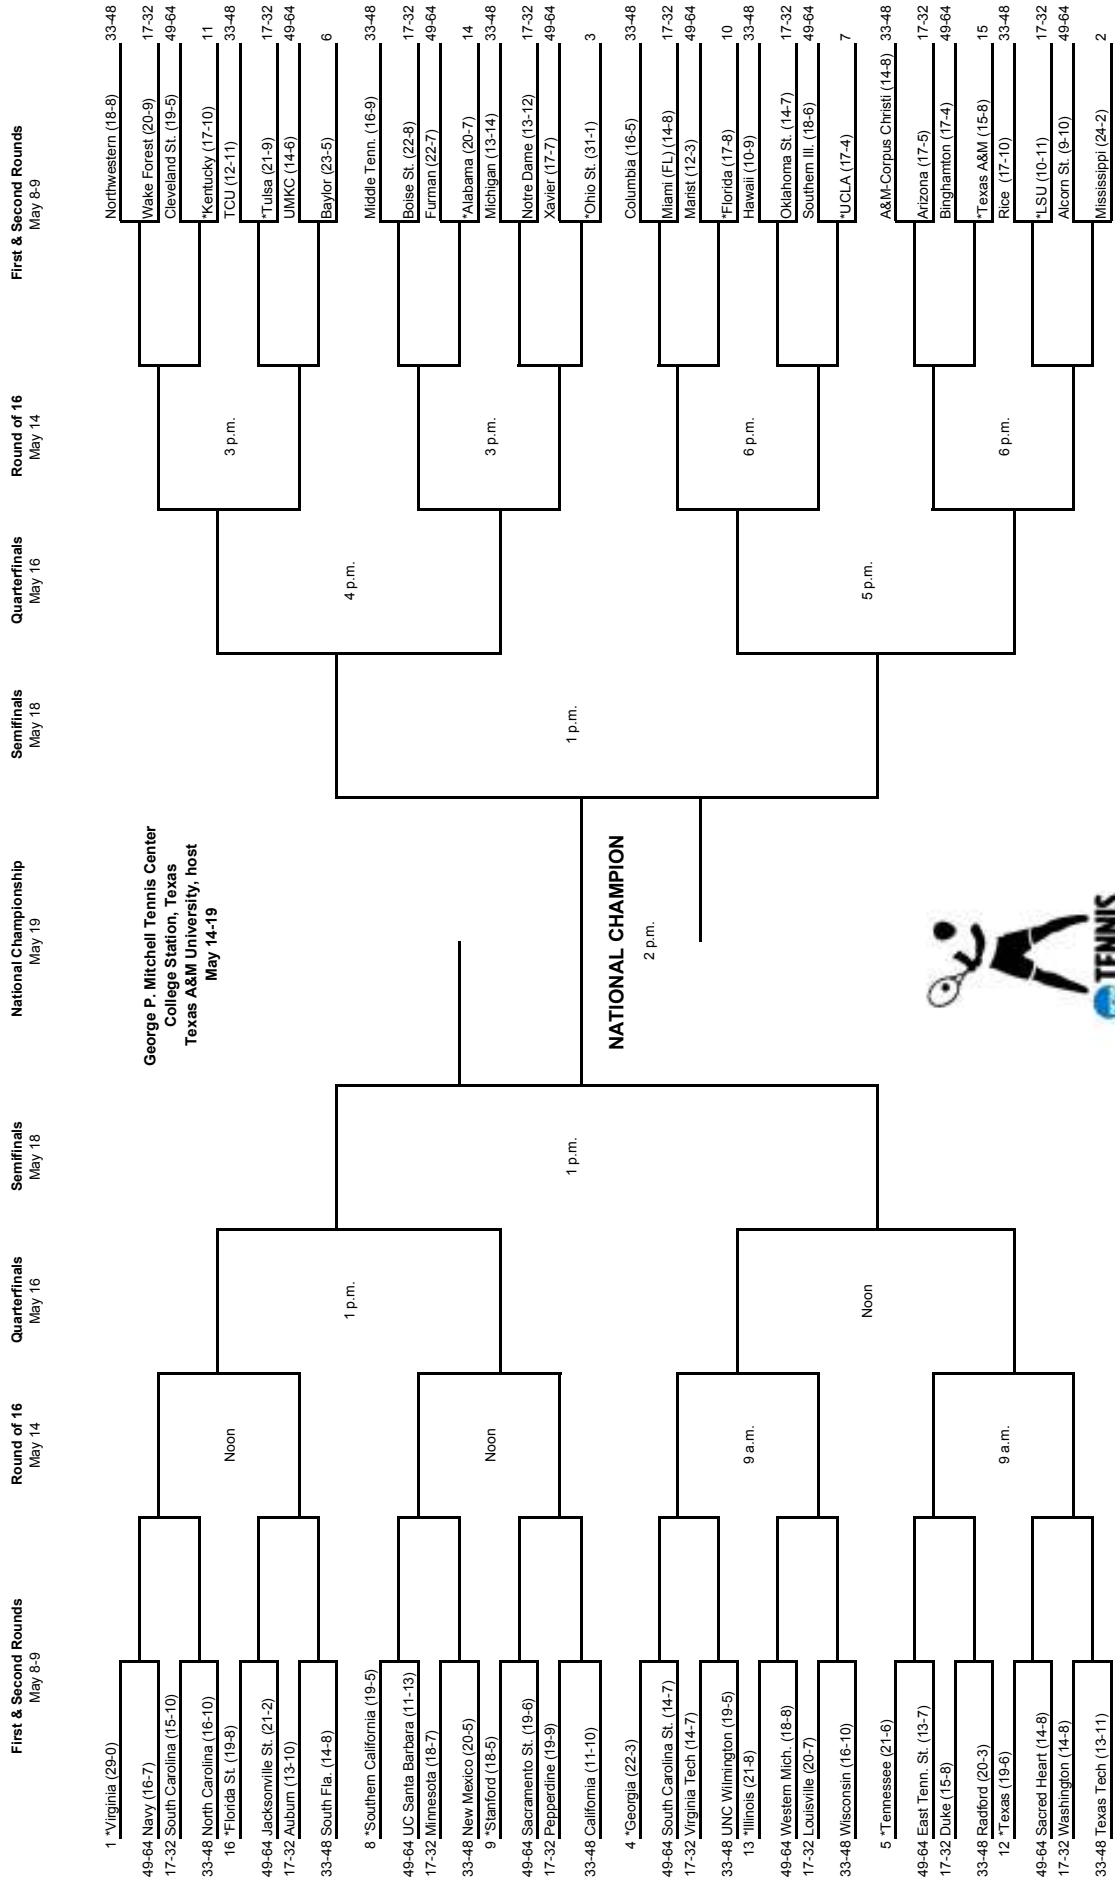 First & Second Rounds
May 8-9
Round of 16
May 14
Quarterfinals
May 16
Semifinals
May 18
National Championship
May 19
Semifinals
May 18
Quarterfinals
May 16
Round of 16
May 14
First & Second Rounds
May 8-9
1 *Virginia (29-0)
49-64 Navy (16-7)
17-32 South Carolina (15-10)
33-48 North Carolina (16-10)
16 *Florida St. (19-8)
49-64 Jacksonville St. (21-2)
17-32 Auburn (13-10)
33-48 South Fla. (14-8)
8 *Southern California (19-5)
49-64 UC Santa Barbara (11-13)
17-32 Minnesota (18-7)
33-48 New Mexico (20-5)
9 *Stanford (18-5)
49-64 Sacramento St. (19-6)
17-32 Pepperdine (19-9)
33-48 California (11-10)
4 *Georgia (22-3)
49-64 South Carolina St. (14-7)
17-32 Virginia Tech (14-7)
33-48 UNC Wilmington (19-5)
13 *Illinois (21-8)
49-64 Western Mich. (18-8)
17-32 Louisville (20-7)
33-48 Wisconsin (16-10)
5 *Tennessee (21-6)
49-64 East Tenn. St. (13-7)
17-32 Duke (15-8)
33-48 Radford (20-3)
12 *Texas (19-6)
49-64 Sacred Heart (14-8)
17-32 Washington (14-8)
33-48 Texas Tech (13-11)
Noon
Noon
9 a.m.
9 a.m.
1 p.m.
Noon
1 p.m.
George P. Mitchell Tennis Center
College Station, Texas
Texas A&M University, host
May 14-19
NATIONAL CHAMPION
2 p.m.
TENNIS
1 p.m.
4 p.m.
5 p.m.
3 p.m.
3 p.m.
6 p.m.
6 p.m.
Northwestern (18-8) 33-48
Wake Forest (20-9) 17-32
Cleveland St. (19-5) 49-64
*Kentucky (17-10) 11
TCU (12-11) 33-48
*Tulsa (21-9) 17-32
UMKC (14-6) 49-64
Baylor (23-5) 6
Middle Tenn. (16-9) 33-48
Boise St. (22-8) 17-32
Furman (22-7) 49-64
*Alabama (20-7) 14
Michigan (13-14) 33-48
Notre Dame (13-12) 17-32
Xavier (17-7) 49-64
*Ohio St. (31-1) 3
Columbia (16-5) 33-48
Miami (FL) (14-8) 17-32
Marist (12-3) 49-64
*Florida (17-8) 10
Hawaii (10-9) 33-48
Oklahoma St. (14-7) 17-32
Southern Ill. (18-6) 49-64
*UCLA (17-4) 7
A&M-Corpus Christi (14-8) 33-48
Arizona (17-5) 17-32
Binghamton (17-4) 49-64
*Texas A&M (15-8) 15
Rice (17-10) 33-48
*LSU (10-11) 17-32
Alcorn St. (9-10) 49-64
Mississippi (24-2) 2